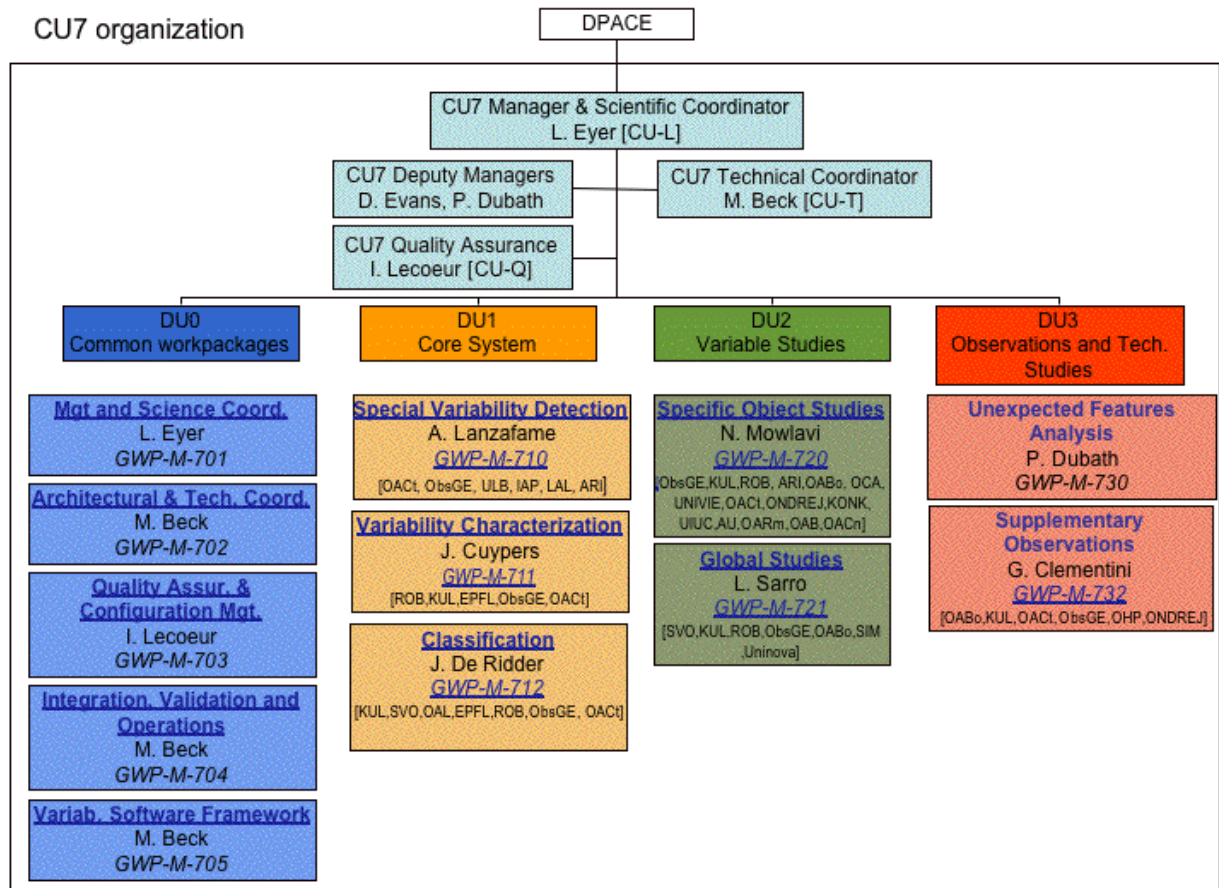 CU7 organization
DPACE
CU7 Manager & Scientific Coordinator
L. Eyer [CU-L]
CU7 Deputy Managers
D. Evans, P. Dubath
CU7 Technical Coordinator
M. Beck [CU-T]
CU7 Quality Assurance
I. Lecoeur [CU-Q]
DU0
Common workpackages
Mgt and Science Coord.
L. Eyer
GWP-M-701
Architectural & Tech. Coord.
M. Beck
GWP-M-702
Quality Assur. &
Configuration Mgt.
I. Lecoeur
GWP-M-703
Integration, Validation and
Operations
M. Beck
GWP-M-704
Variab. Software Framework
M. Beck
GWP-M-705
DU1
Core System
Special Variability Detection
A. Lanzafame
GWP-M-710
[OACt, ObsGE, ULB, IAP, LAL, ARI]
Variability Characterization
J. Cuypers
GWP-M-711
[ROB,KUL,EPFL,ObsGE,OACt]
Classification
J. De Ridder
GWP-M-712
[KUL,SVO,OAL,EPFL,ROB,ObsGE, OACt]
DU2
Variable Studies
Specific Object Studies
N. Mowlavi
GWP-M-720
[ObsGE,KUL,ROB, ARI,OABo, OCA,
UNIVIE,OACt,ONDREJ,KONK,
UIUC,AU,OARm,OAB,OACn]
Global Studies
L. Sarro
GWP-M-721
[SVO,KUL,ROB,ObsGE,OABo,SIM
,Uninova]
DU3
Observations and Tech.
Studies
Unexpected Features
Analysis
P. Dubath
GWP-M-730
Supplementary
Observations
G. Clementini
GWP-M-732
[OABo,KUL,OACt,ObsGE,OHP,ONDREJ]